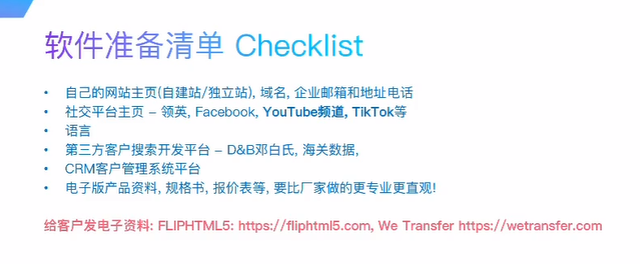 软件准备清单 Checklist
• 自己的网站主页(自建站/独立站), 域名, 企业邮箱和地址电话
• 社交平台主页 – 领英, Facebook, YouTube频道, TikTok等
• 语言
• 第三方客户搜索开发平台 – D&B邓白氏, 海关数据,
• CRM客户管理系统平台
• 电子版产品资料, 规格书, 报价表等, 要比厂家做的更专业更直观!
给客户发电子资料: FLIPHTML5: https://fliphtml5.com, We Transfer https://wetransfer.com